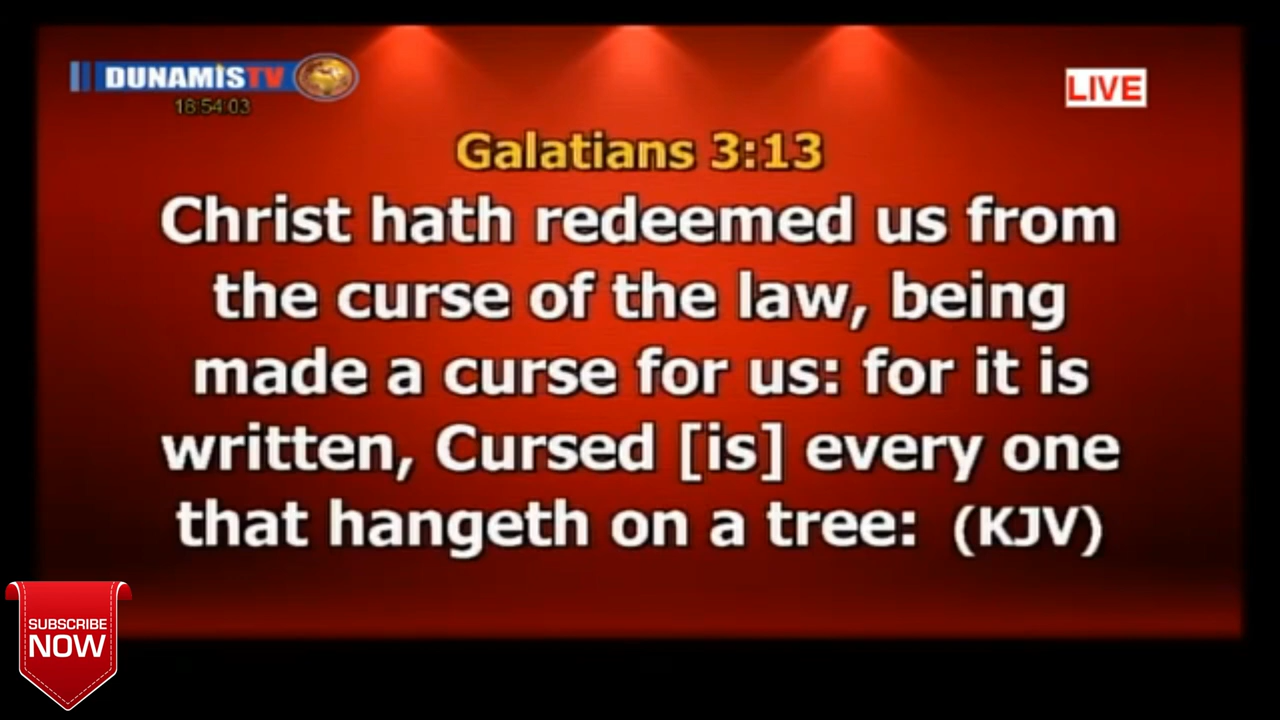 DUNAMISTV
18:54:03
LIVE
Galatians 3:13
Christ hath redeemed us from
the curse of the law, being
made a curse for us: for it is
written, Cursed [is] every one
that hangeth on a tree: (KJV)
SUBSCRIBE
NOW